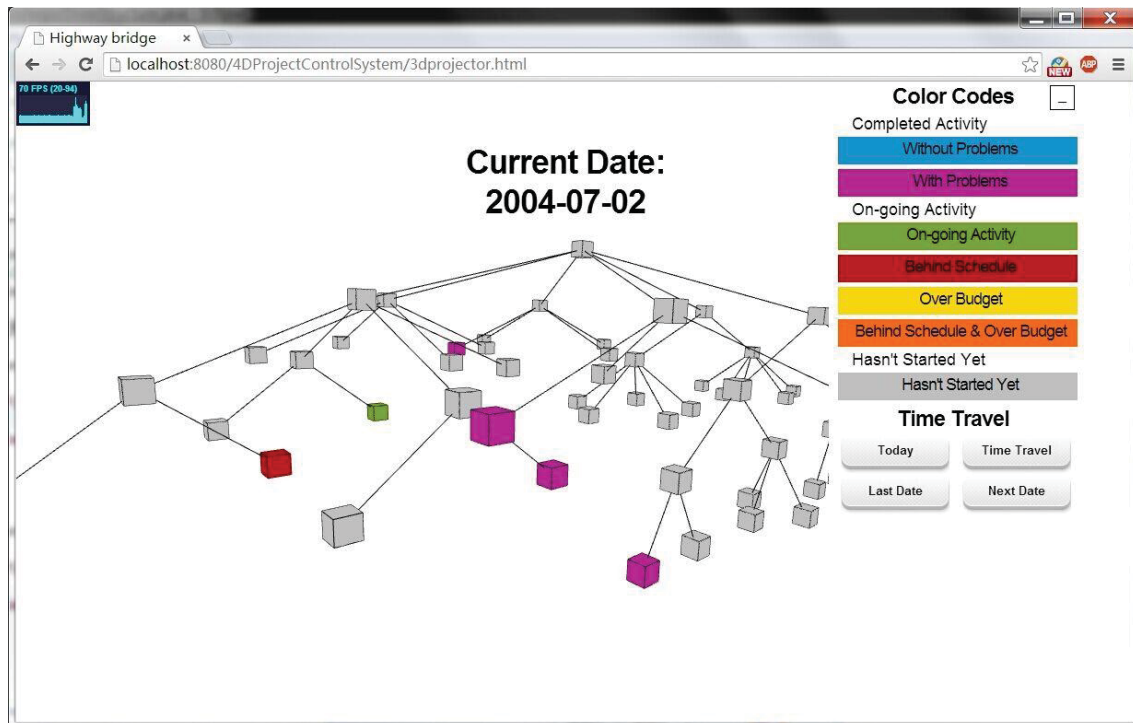 Highway bridge
localhost:8080/4DProjectControlSystem/3dprojector.html
NEW
ABP
70 FPS (20-94)
Current Date:
2004-07-02
Color Codes
_
Completed Activity
Without Problems
With Problems
On-going Activity
On-going Activity
Behind Schedule
Over Budget
Behind Schedule & Over Budget
Hasn't Started Yet
Hasn't Started Yet
Time Travel
Today Time Travel
Last Date Next Date